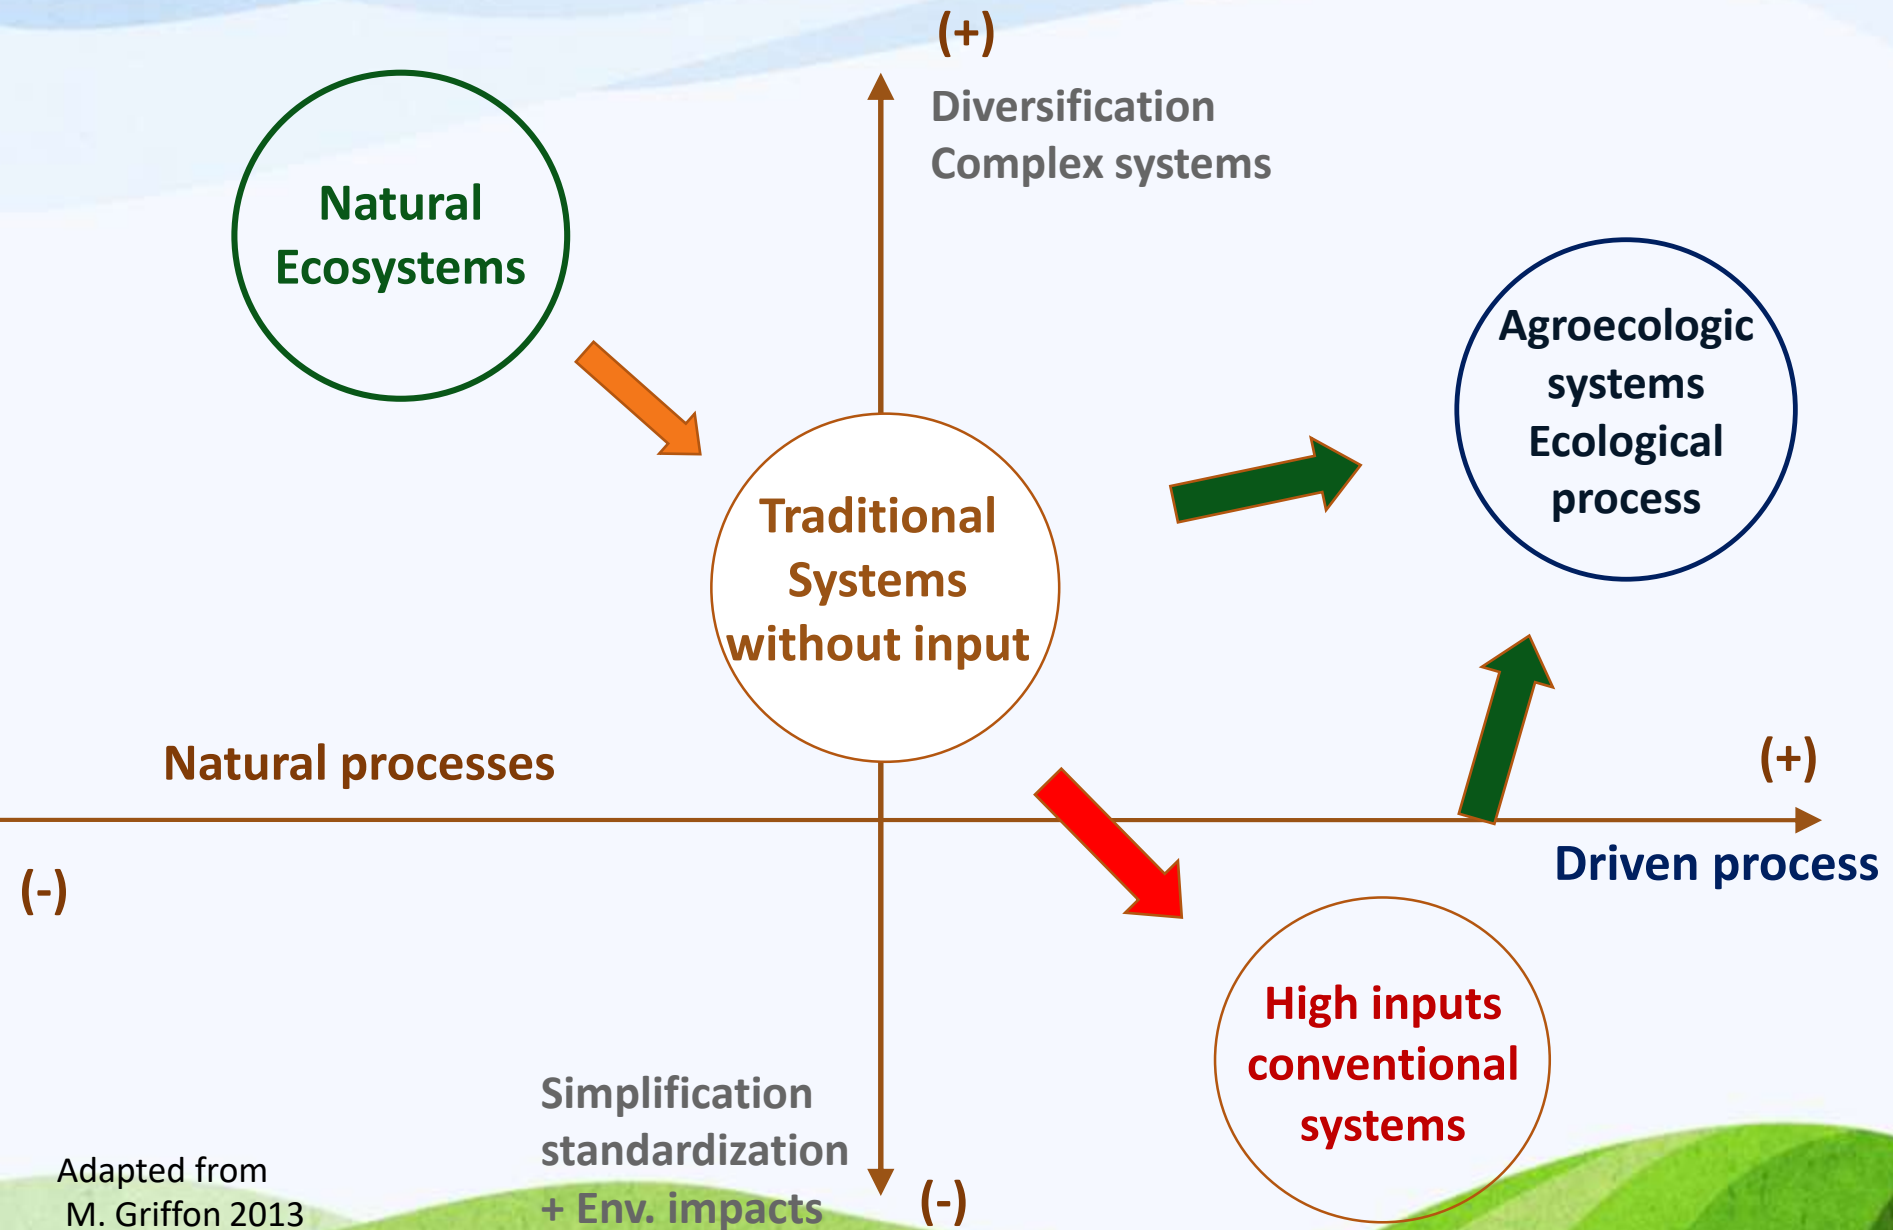 (+)
Diversification
Complex systems
Natural
Ecosystems
Agroecologic
systems
Ecological
process
Traditional
Systems
without input
Natural processes
(+)
Driven process
(-)
High inputs
conventional
systems
Simplification
standardization
+ Env. impacts
(-)
Adapted from
M. Griffon 2013